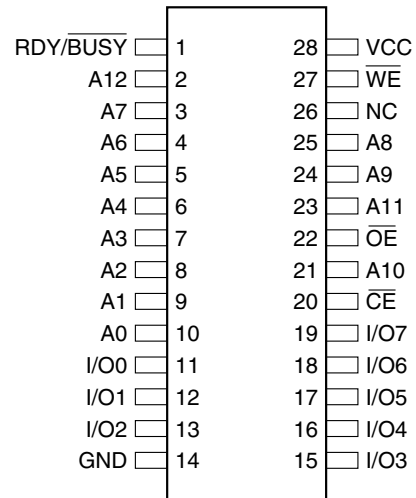 RDY/BUSY 1 28 VCC
A12 2 27 WE
A7 3 26 NC
A6 4 25 A8
A5 5 24 A9
A4 6 23 A11
A3 7 22 OE
A2 8 21 A10
A1 9 20 CE
A0 10 19 I/O7
I/O0 11 18 I/O6
I/O1 12 17 I/O5
I/O2 13 16 I/O4
GND 14 15 I/O3